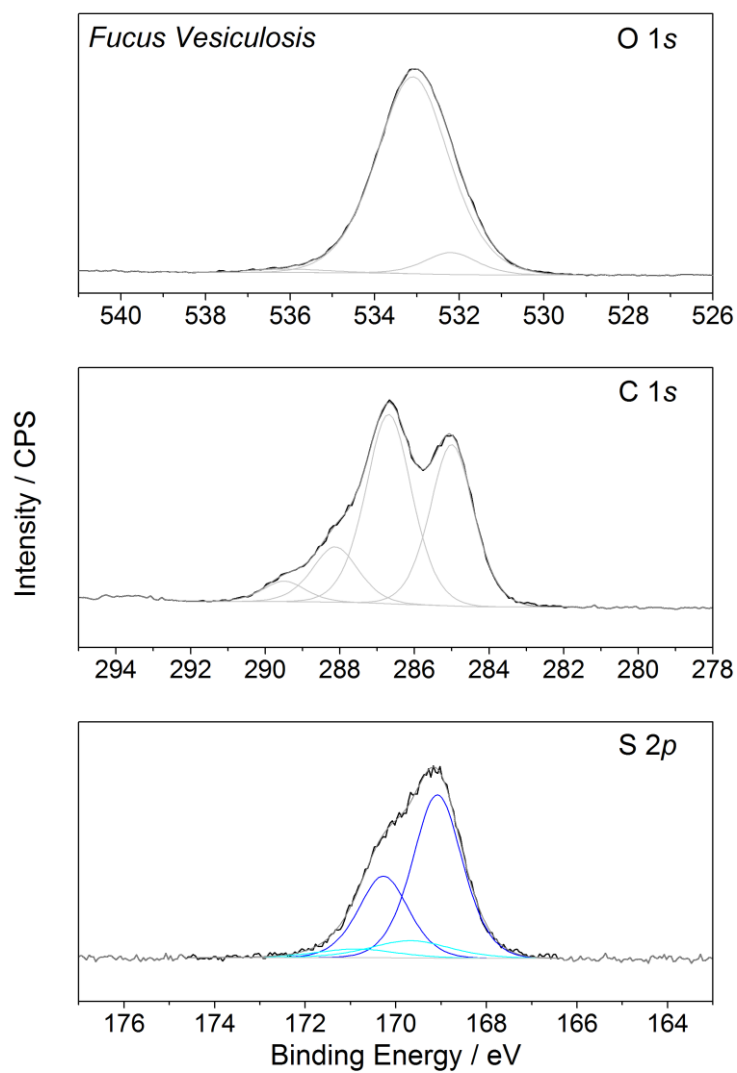 Fucus Vesiculosis O 1s
540 538 536 534 532 530 528 526
C 1s
294 292 290 288 286 284 282 280 278
Intensity / CPS
S 2p
176 174 172 170 168 166 164
Binding Energy / eV